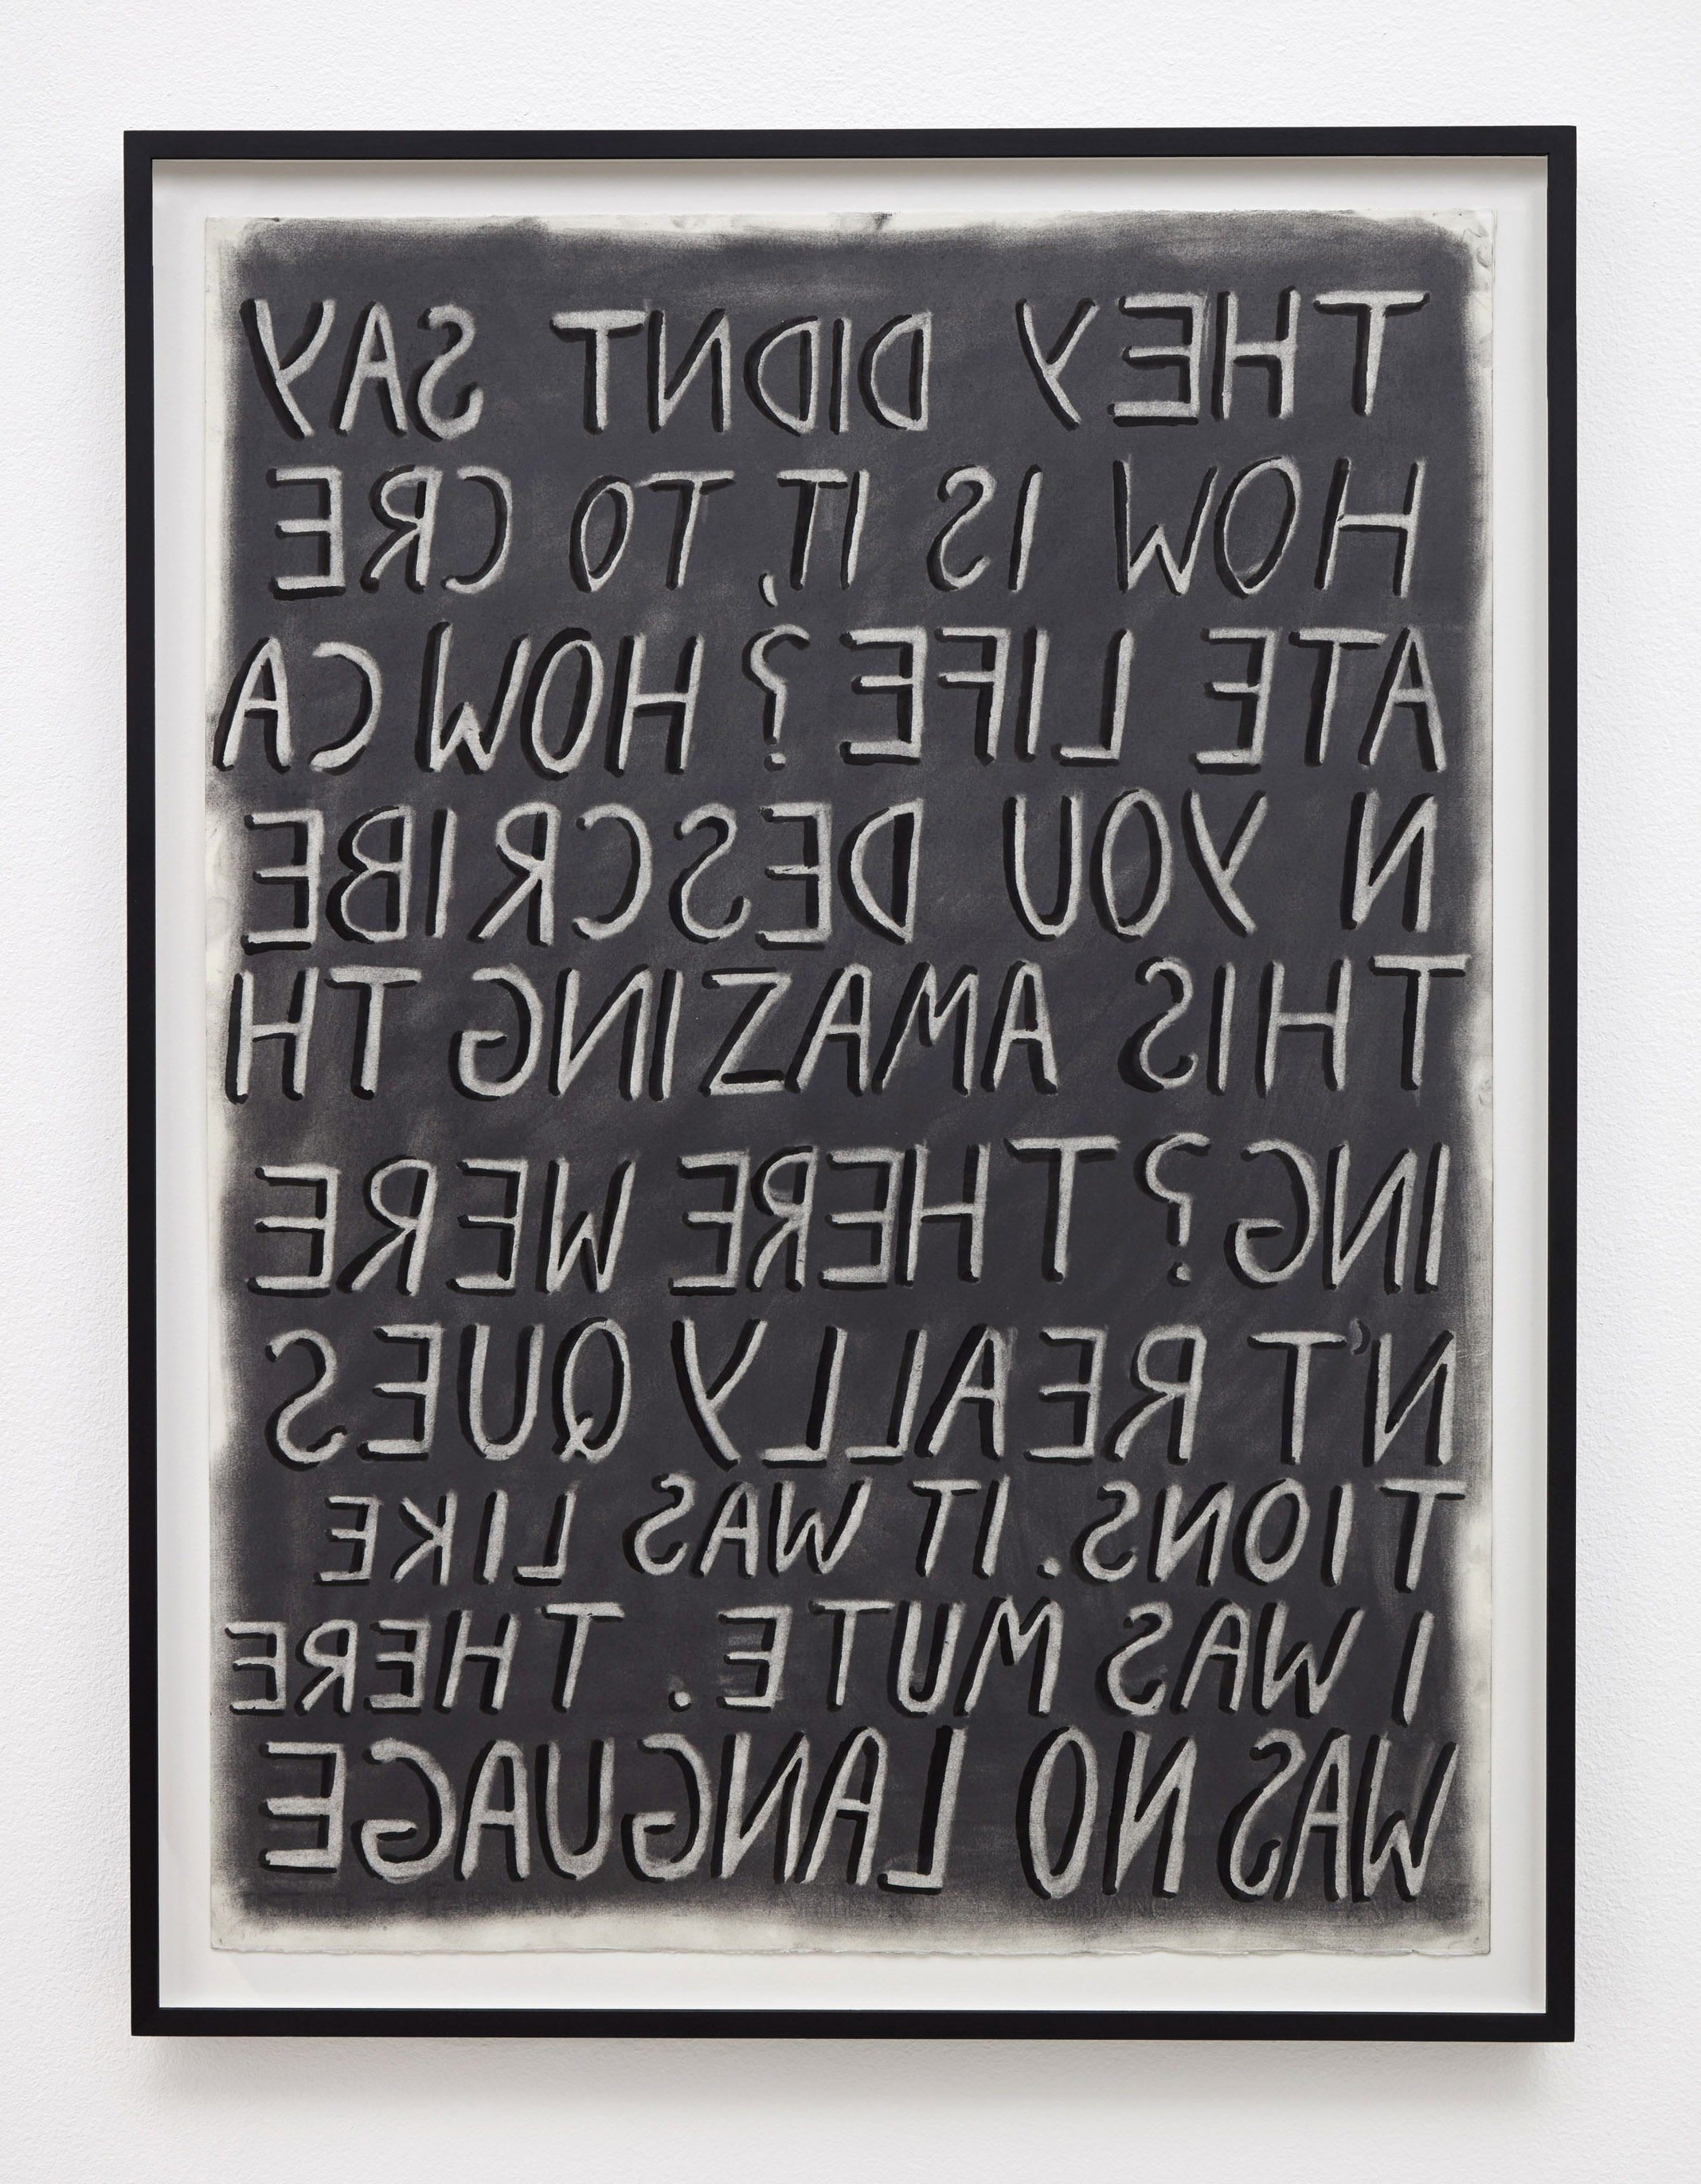 THEY DIDNT SAY
HOW IS IT, TO CRE
ATE LIFE? HOW CA
N YOU DESCRIBE
THIS AMAZING TH
ING? THERE WERE
N'T REALLY QUES
TIONS. IT WAS LIKE
I WAS MUTE. THERE
WAS NO LANGUAGE